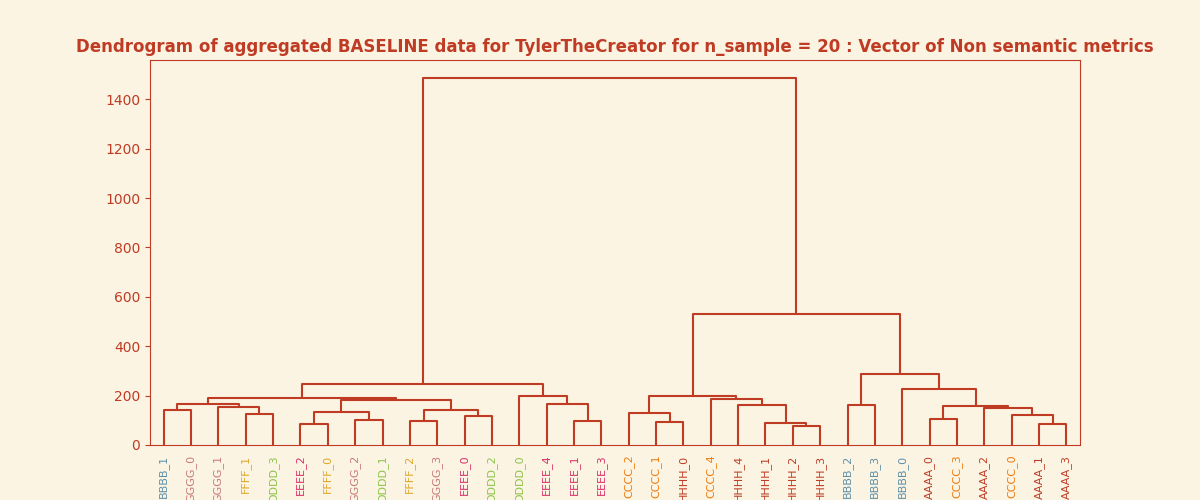 Dendrogram of aggregated BASELINE data for TylerTheCreator for n_sample = 20 : Vector of Non semantic metrics
1400
1200
1000
800
600
400
200
0
BBBB_1
GGGG_0
GGGG_1
FFFF_1
DDDD_3
EEEE_2
FFFF_0
GGGG_2
DDDD_1
FFFF_2
GGGG_3
EEEE_0
DDDD_2
DDDD_0
EEEE_4
EEEE_1
EEEE_3
CCCC_2
CCCC_1
HHHH_0
CCCC_4
HHHH_4
HHHH_1
HHHH_2
HHHH_3
BBBB_2
BBBB_3
BBBB_0
AAAA_0
CCCC_3
AAAA_2
CCCC_0
AAAA_1
AAAA_3